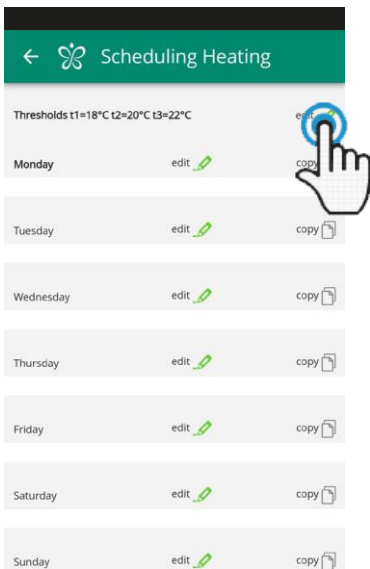 Scheduling Heating
Thresholds t1=18°C t2=20°C t3=22°C edit
Monday edit copy
Tuesday edit copy
Wednesday edit copy
Thursday edit copy
Friday edit copy
Saturday edit copy
Sunday edit copy